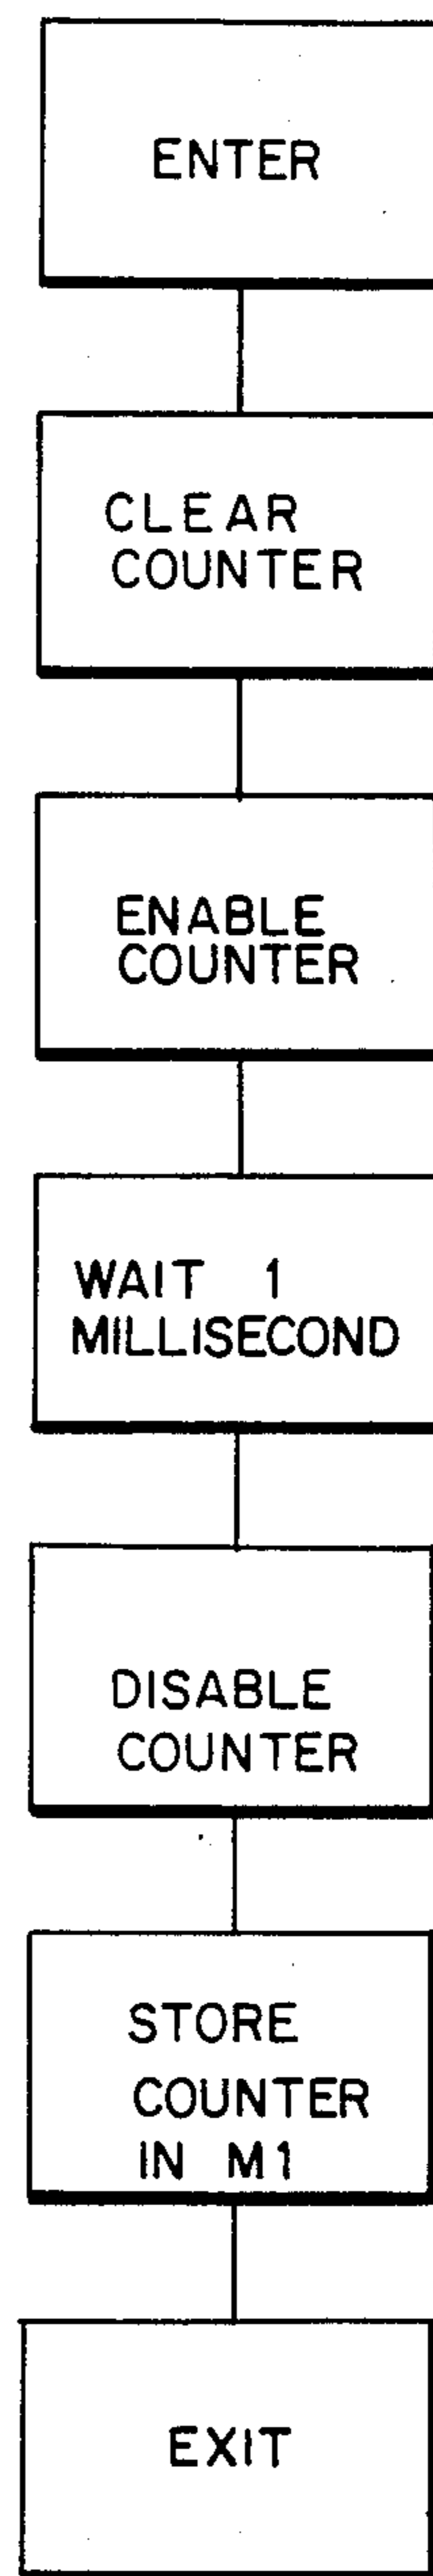 ENTER
CLEAR
COUNTER
ENABLE
COUNTER
WAIT 1
MILLISECOND
DISABLE
COUNTER
STORE
COUNTER
IN M1
EXIT